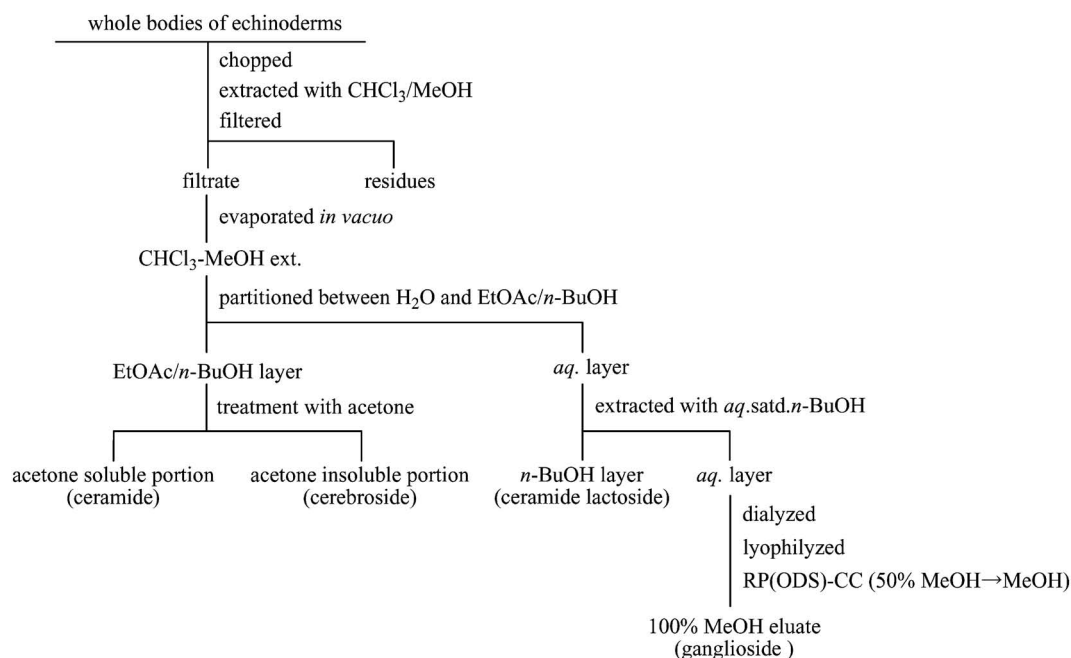 whole bodies of echinoderms
chopped
extracted with CHCl₃/MeOH
filtered
filtrate
residues
evaporated in vacuo
CHCl₃-MeOH ext.
partitioned between H₂O and EtOAc/n-BuOH
EtOAc/n-BuOH layer
aq. layer
treatment with acetone
extracted with aq.satd.n-BuOH
acetone soluble portion
(ceramide)
acetone insoluble portion
(cerebroside)
n-BuOH layer
(ceramide lactoside)
aq. layer
dialyzed
lyophilyzed
RP(ODS)-CC (50% MeOH→MeOH)
100% MeOH eluate
(ganglioside )